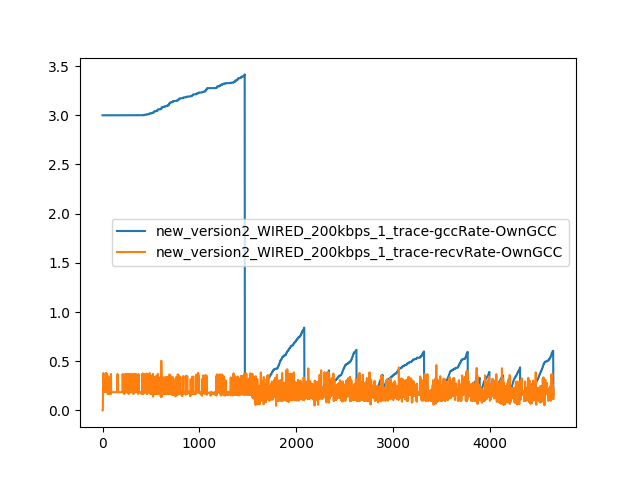 3.5
3.0
2.5
2.0
1.5
1.0
0.5
0.0
new_version2_WIRED_200kbps_1_trace-gccRate-OwnGCC
new_version2_WIRED_200kbps_1_trace-recvRate-OwnGCC
0 1000 2000 3000 4000